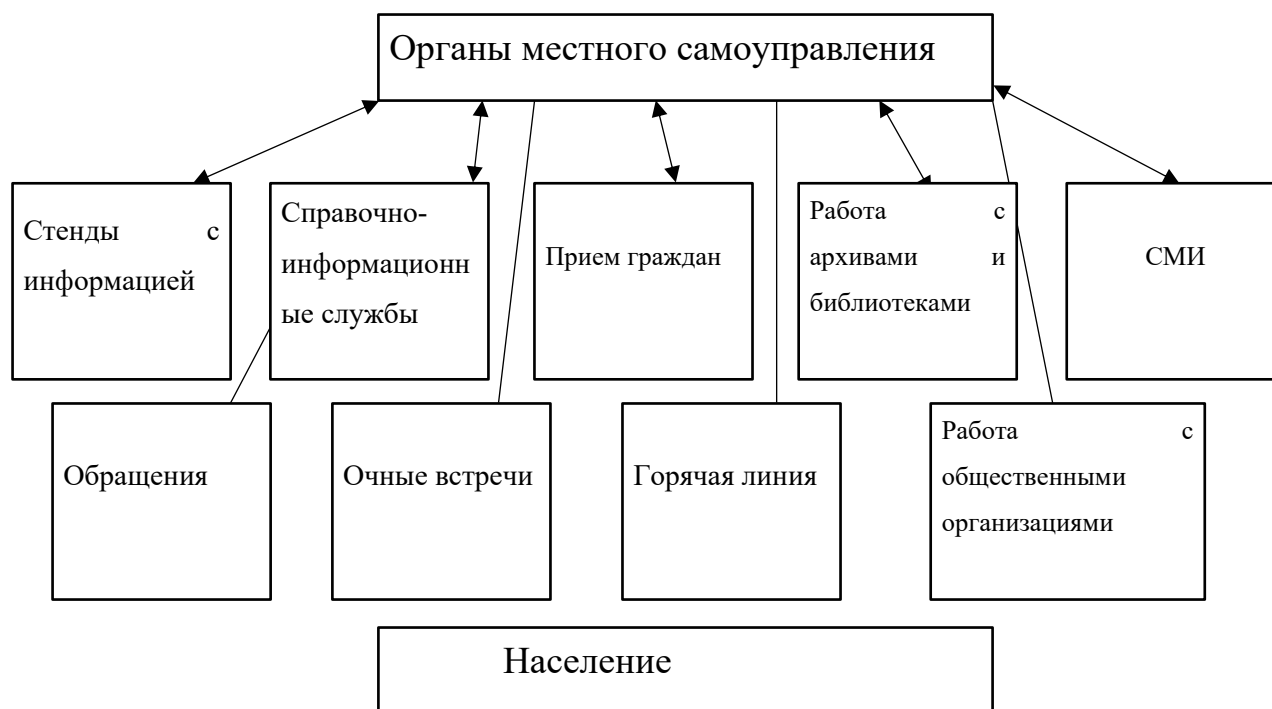 Органы местного самоуправления
Стенды с
информацией
Справочно-
информационн
ые службы
Прием граждан
Работа с
архивами и
библиотеками
СМИ
Обращения
Очные встречи
Горячая линия
Работа с
общественными
организациями
Население